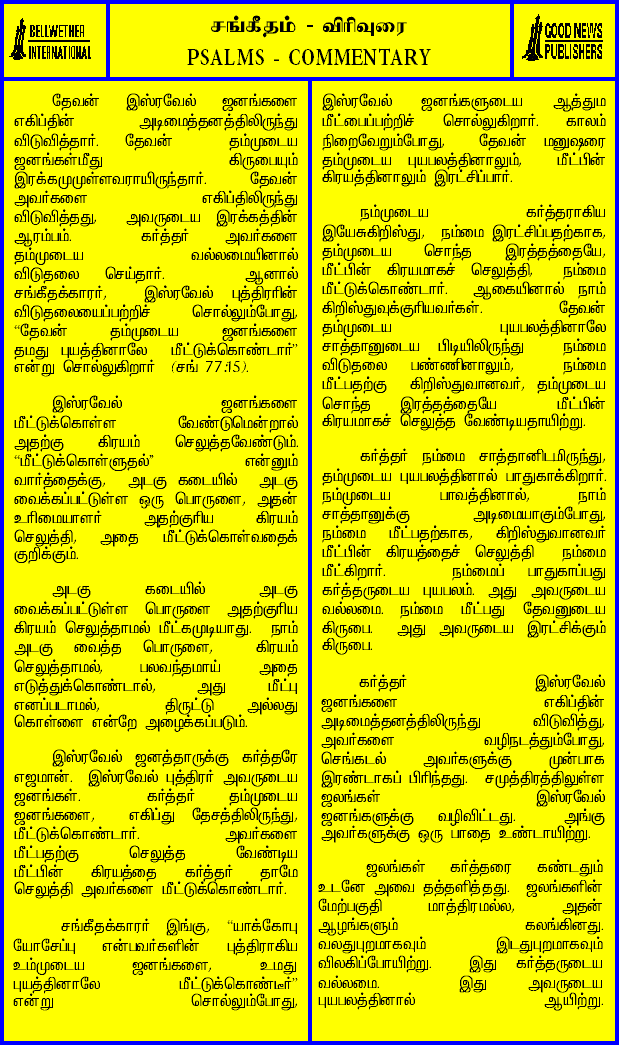 BELLWETHER
INTERNATIONAL
சங்கீதம் - விரிவுரை
PSALMS - COMMENTARY
GOOD NEWS
PUBLISHERS
தேவன் இஸ்ரவேல் ஜனங்களை
எகிப்தின் அடிமைத்தனத்திலிருந்து
விடுவித்தார். தேவன் தம்முடைய
ஜனங்கள்மீது கிருபையும்
இரக்கமுமுள்ளவராயிருந்தார். தேவன்
அவர்களை எகிப்திலிருந்து
விடுவித்தது, அவருடைய இரக்கத்தின்
ஆரம்பம். கர்த்தர் அவர்களை
தம்முடைய வல்லமையினால்
விடுதலை செய்தார். ஆனால்
சங்கீதக்காரர், இஸ்ரவேல் புத்திரரின்
விடுதலையைப்பற்றிச் சொல்லும்போது,
“தேவன் தம்முடைய ஜனங்களை
தமது புயத்தினாலே மீட்டுக்கொண்டார்”
என்று சொல்லுகிறார் (சங் 77:15).
இஸ்ரவேல் ஜனங்களை
மீட்டுக்கொள்ள வேண்டுமென்றால்
அதற்கு கிரயம் செலுத்தவேண்டும்.
“மீட்டுக்கொள்ளுதல்” என்னும்
வார்த்தைக்கு, அடகு கடையில் அடகு
வைக்கப்பட்டுள்ள ஒரு பொருளை, அதன்
உரிமையாளர் அதற்குரிய கிரயம்
செலுத்தி, அதை மீட்டுக்கொள்வதைக்
குறிக்கும்.
அடகு கடையில் அடகு
வைக்கப்பட்டுள்ள பொருளை அதற்குரிய
கிரயம் செலுத்தாமல் மீட்கமுடியாது. நாம்
அடகு வைத்த பொருளை, கிரயம்
செலுத்தாமல், பலவந்தமாய் அதை
எடுத்துக்கொண்டால், அது மீட்பு
எனப்படாமல், திருட்டு அல்லது
கொள்ளை என்றே அழைக்கப்படும்.
இஸ்ரவேல் ஜனத்தாருக்கு கர்த்தரே
எஜமான். இஸ்ரவேல் புத்திரர் அவருடைய
ஜனங்கள். கர்த்தர் தம்முடைய
ஜனங்களை, எகிப்து தேசத்திலிருந்து,
மீட்டுக்கொண்டார். அவர்களை
மீட்பதற்கு செலுத்த வேண்டிய
மீட்பின் கிரயத்தை கர்த்தர் தாமே
செலுத்தி அவர்களை மீட்டுக்கொண்டார்.
சங்கீதக்காரர் இங்கு, “யாக்கோபு
யோசேப்பு என்பவர்களின் புத்திராகிய
உம்முடைய ஜனங்களை, உமது
புயத்தினாலே மீட்டுக்கொண்டீர்”
என்று சொல்லும்போது,
இஸ்ரவேல் ஜனங்களுடைய ஆத்தும
மீட்பைப்பற்றிச் சொல்லுகிறார். காலம்
நிறைவேறும்போது, தேவன் மனுஷரை
தம்முடைய புயபலத்தினாலும், மீட்பின்
கிரயத்தினாலும் இரட்சிப்பார்.
நம்முடைய கர்த்தராகிய
இயேசுகிறிஸ்து, நம்மை இரட்சிப்பதற்காக,
தம்முடைய சொந்த இரத்தத்தையே,
மீட்பின் கிரயமாகச் செலுத்தி, நம்மை
மீட்டுக்கொண்டார். ஆகையினால் நாம்
கிறிஸ்துவுக்குரியவர்கள். தேவன்
தம்முடைய புயபலத்தினாலே
சாத்தானுடைய பிடியிலிருந்து நம்மை
விடுதலை பண்ணினாலும், நம்மை
மீட்பதற்கு கிறிஸ்துவானவர், தம்முடைய
சொந்த இரத்தத்தையே மீட்பின்
கிரயமாகச் செலுத்த வேண்டியதாயிற்று.
கர்த்தர் நம்மை சாத்தானிடமிருந்து,
தம்முடைய புயபலத்தினால் பாதுகாக்கிறார்.
நம்முடைய பாவத்தினால், நாம்
சாத்தானுக்கு அடிமையாகும்போது,
நம்மை மீட்பதற்காக, கிறிஸ்துவானவர்
மீட்பின் கிரயத்தைச் செலுத்தி நம்மை
மீட்கிறார். நம்மைப் பாதுகாப்பது
கர்த்தருடைய புயபலம். அது அவருடைய
வல்லமை. நம்மை மீட்பது தேவனுடைய
கிருபை. அது அவருடைய இரட்சிக்கும்
கிருபை.
கர்த்தர் இஸ்ரவேல்
ஜனங்களை எகிப்தின்
அடிமைத்தனத்திலிருந்து விடுவித்து,
அவர்களை வழிநடத்தும்போது,
செங்கடல் அவர்களுக்கு முன்பாக
இரண்டாகப் பிரிந்தது. சமுத்திரத்திலுள்ள
ஜலங்கள் இஸ்ரவேல்
ஜனங்களுக்கு வழிவிட்டது. அங்கு
அவர்களுக்கு ஒரு பாதை உண்டாயிற்று.
ஜலங்கள் கர்த்தரை கண்டதும்
உடனே அவை தத்தளித்தது. ஜலங்களின்
மேற்பகுதி மாத்திரமல்ல, அதன்
ஆழங்களும் கலங்கினது.
வலதுபுறமாகவும் இடதுபுறமாகவும்
விலகிப்போயிற்று. இது கர்த்தருடைய
வல்லமை. இது அவருடைய
புயபலத்தினால் ஆயிற்று.